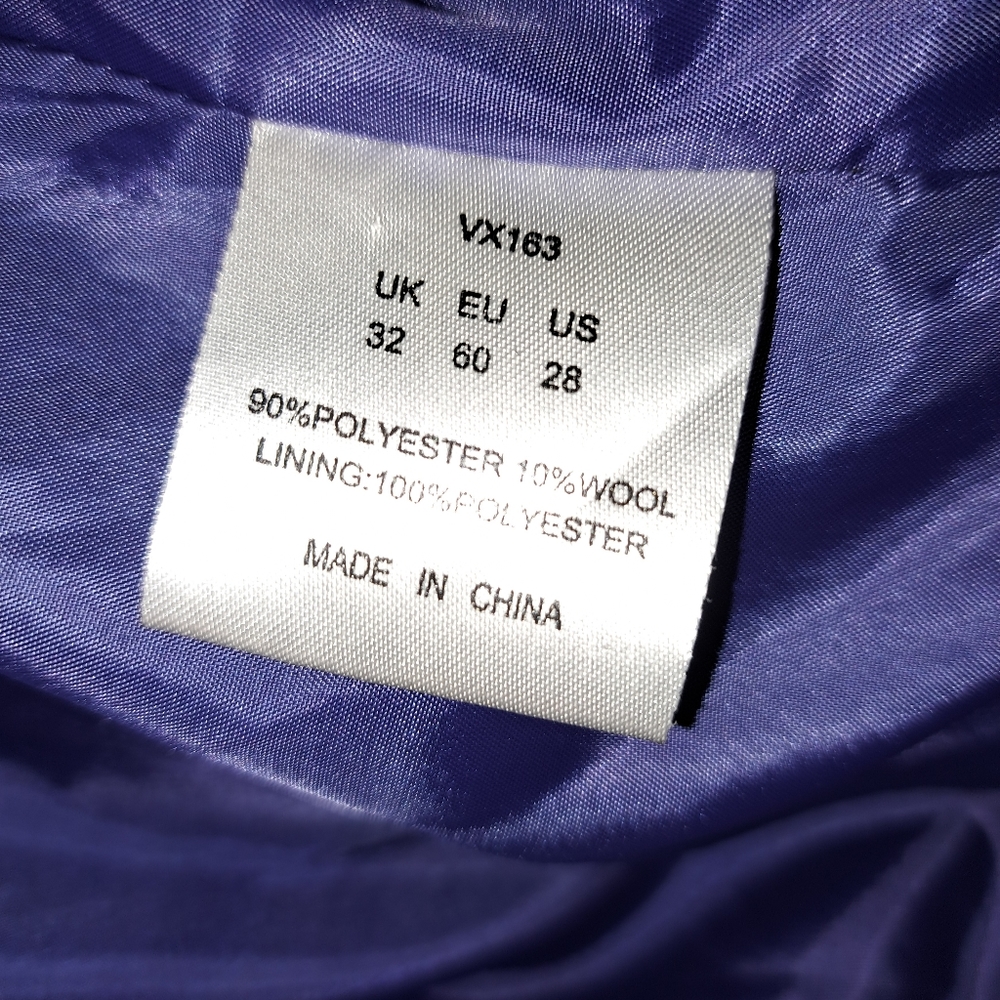 VX163
UK EU US
32 60 28
90%POLYESTER 10%WOOL
LINING:100%POLYESTER
MADE IN CHINA